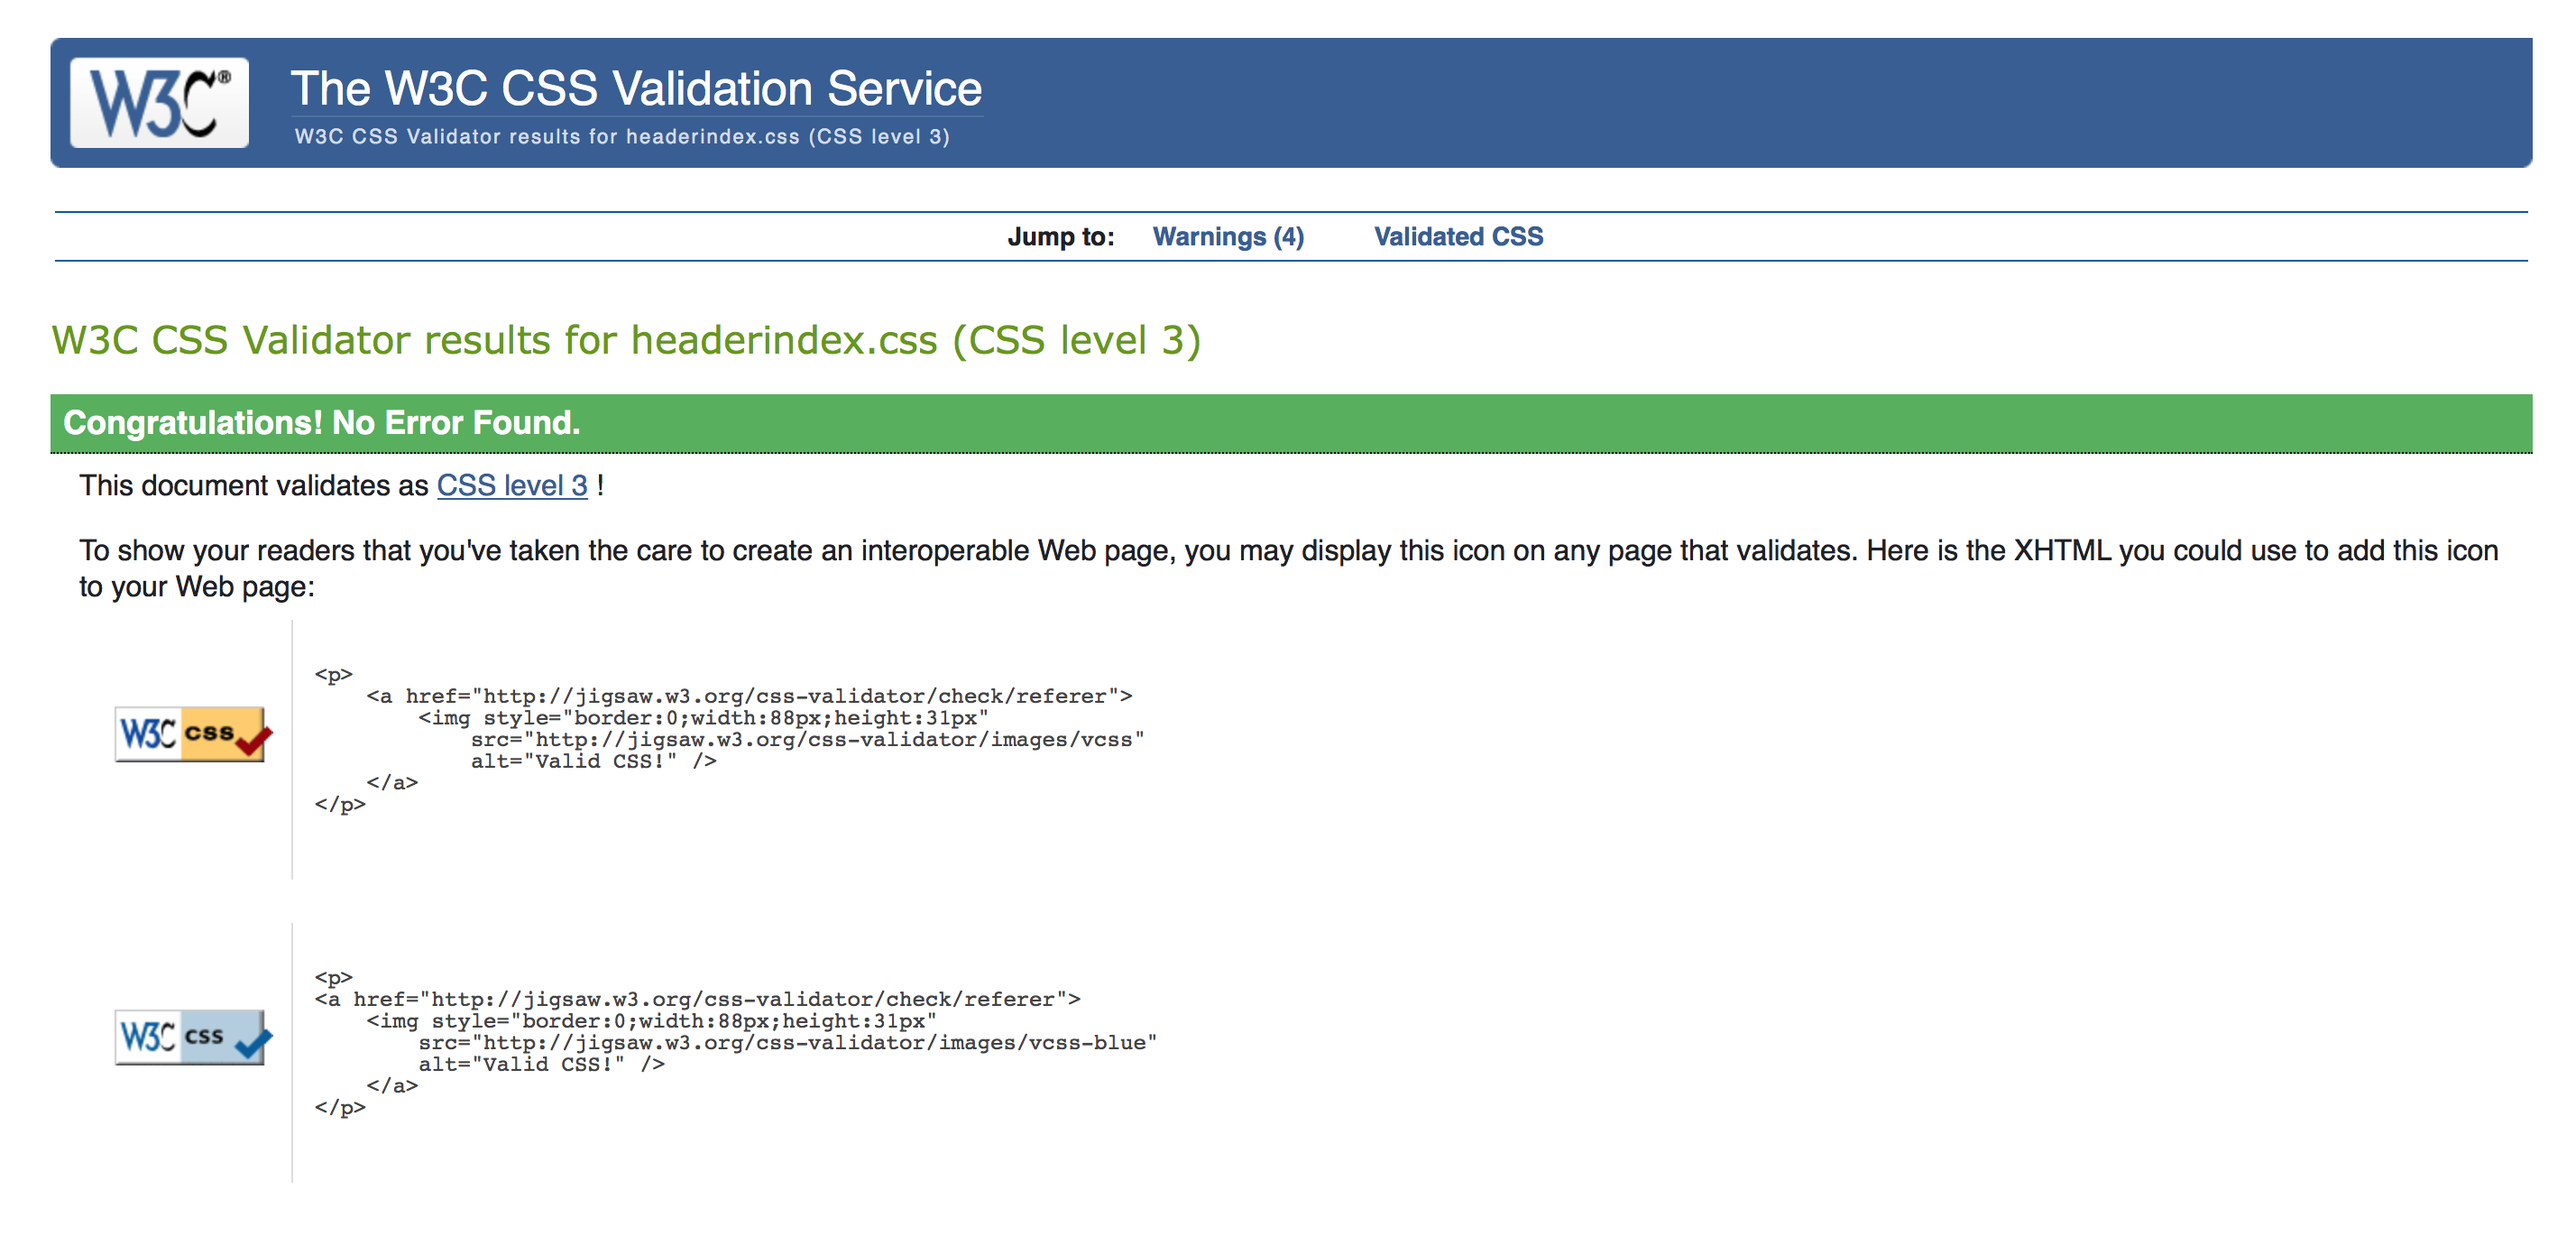 W3C®
The W3C CSS Validation Service
W3C CSS Validator results for headerindex.css (CSS level 3)
Jump to: Warnings (4) Validated CSS
W3C CSS Validator results for headerindex.css (CSS level 3)
Congratulations! No Error Found.
This document validates as CSS level 3 !
To show your readers that you've taken the care to create an interoperable Web page, you may display this icon on any page that validates. Here is the XHTML you could use to add this icon
to your Web page:
W3C css
<p>
    <a href="http://jigsaw.w3.org/css-validator/check/referer">
        <img style="border:0;width:88px;height:31px"
            src="http://jigsaw.w3.org/css-validator/images/vcss"
            alt="Valid CSS!" />
    </a>
</p>
W3C css
<p>
<a href="http://jigsaw.w3.org/css-validator/check/referer">
    <img style="border:0;width:88px;height:31px"
        src="http://jigsaw.w3.org/css-validator/images/vcss-blue"
        alt="Valid CSS!" />
    </a>
</p>